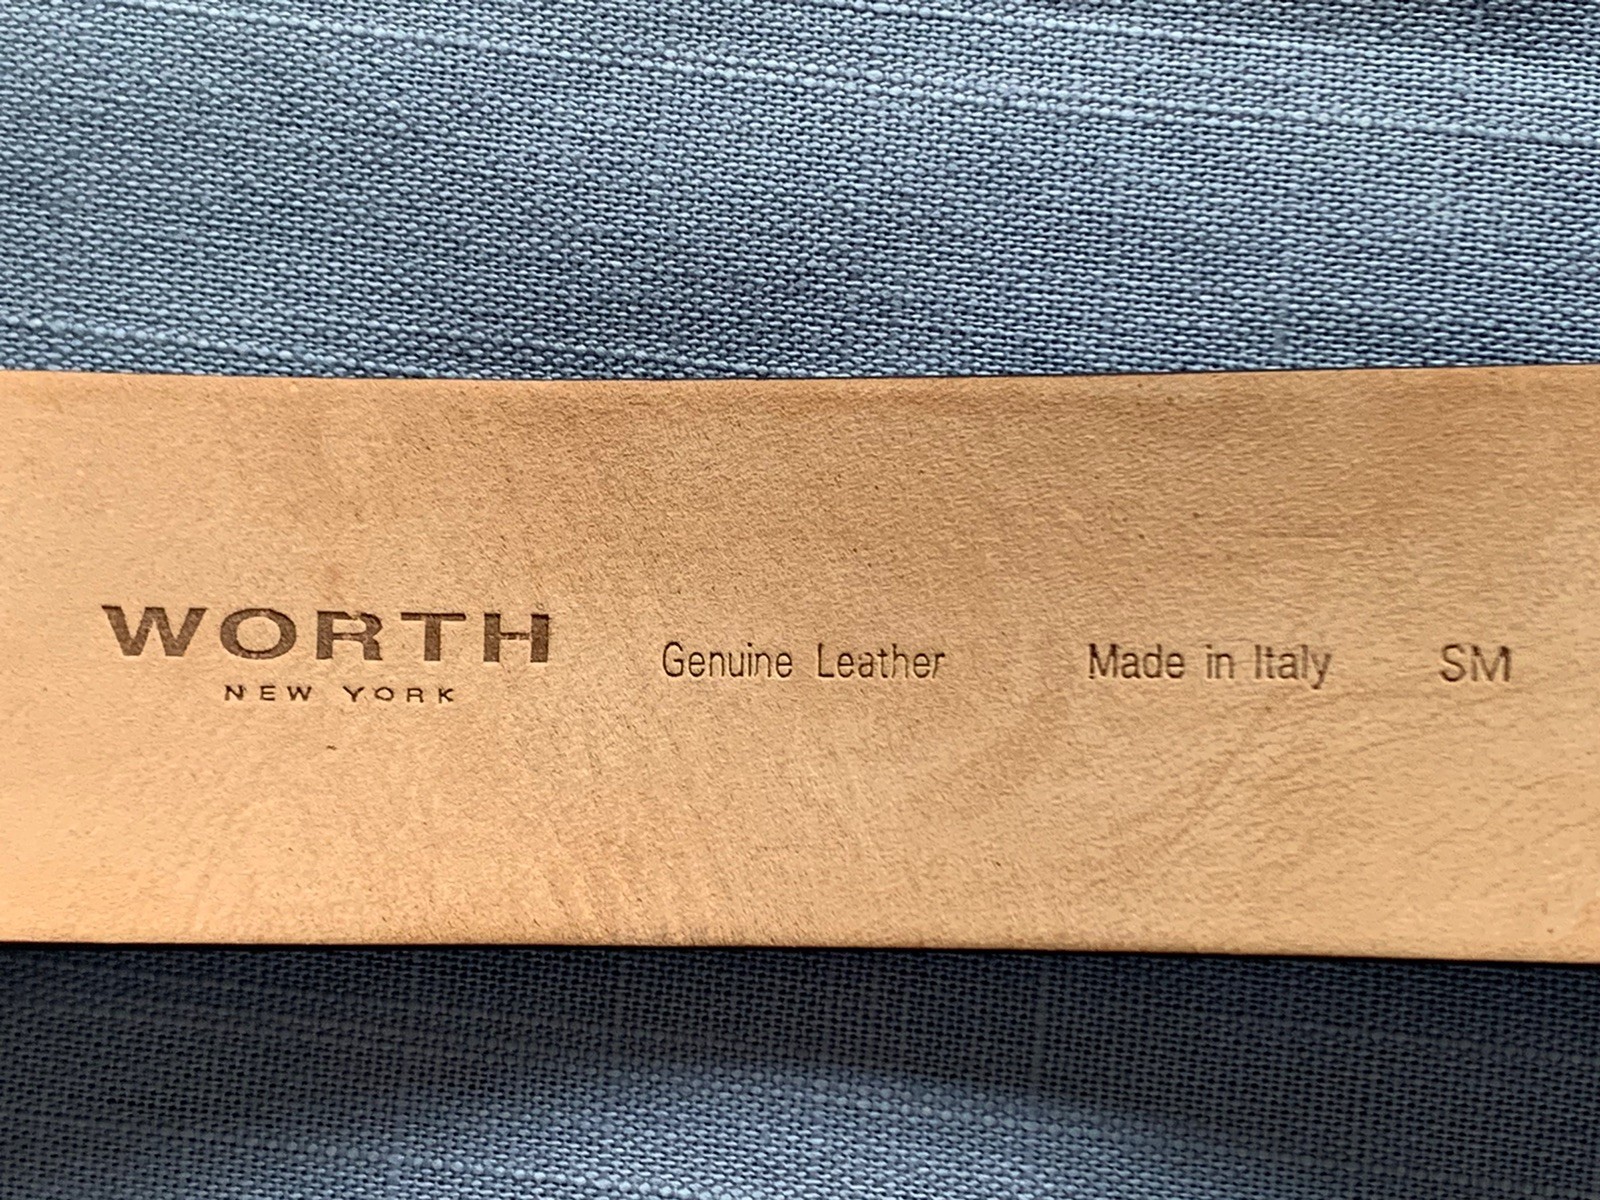 WORTH
NEW YORK
Genuine Leather
Made in Italy
SM